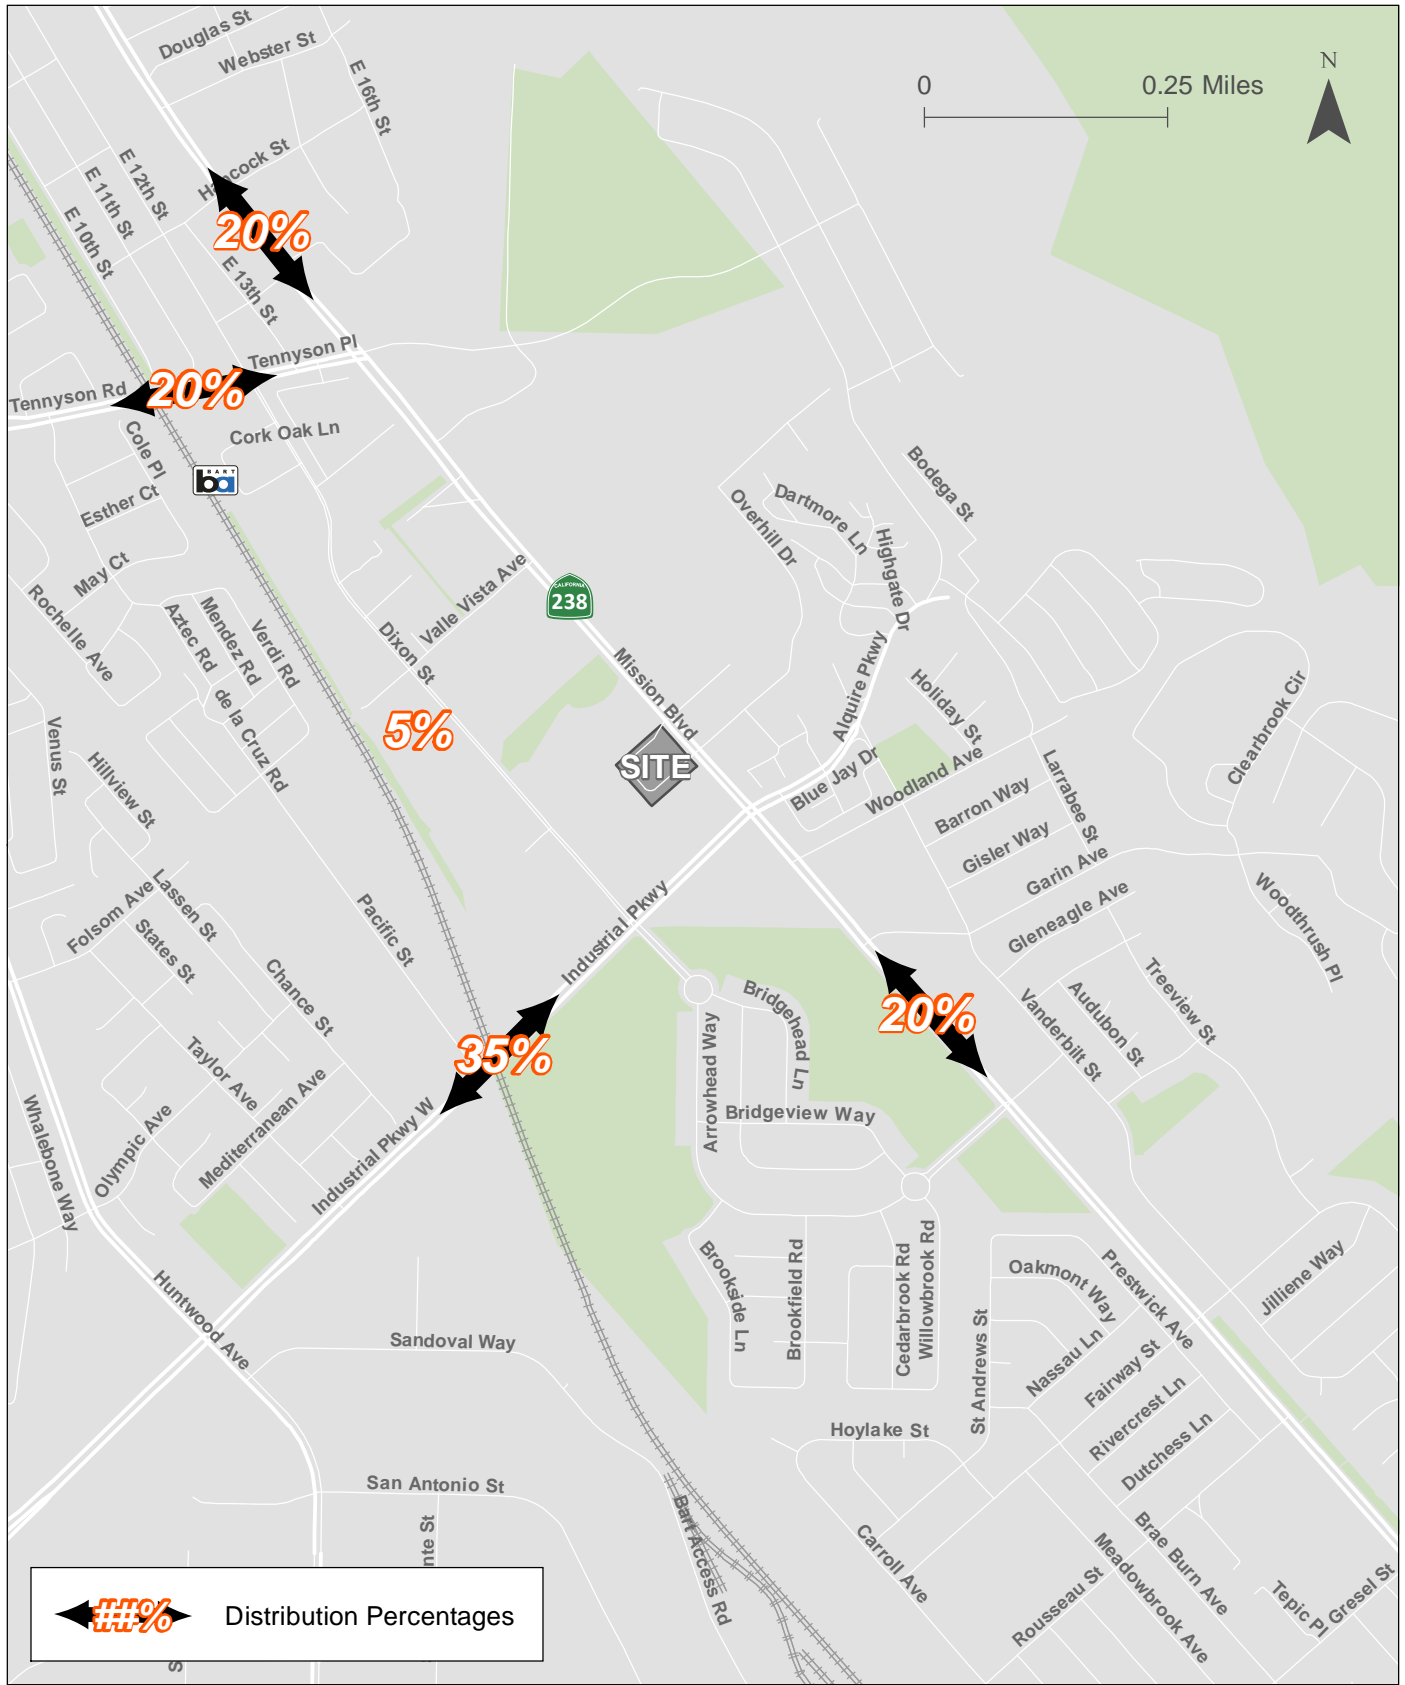 Douglas St
Webster St
E 16th St
0
0.25 Miles
N
Hancock St
E 12th St
E 11th St
E 10th St
20%
E 13th St
Tennyson Pl
20%
Tennyson Rd
Cork Oak Ln
Cole Pl
BART
ba
Esther Ct
May Ct
Rochelle Ave
Aztec Rd
Mendez Rd
Verdi Rd
de la Cruz Rd
Valle Vista Ave
CALIFORNIA
238
Dixon St
Mission Blvd
Overhill Dr
Dartmore Ln
Bodega St
Highgate Dr
Alquire Pkwy
Holiday St
Clearbrook Cir
5%
SITE
Venus St
Hillview St
Blue Jay Dr
Woodland Ave
Larrabee St
Barron Way
Gisler Way
Garin Ave
Gleneagle Ave
Woodthrush Pl
Folsom Ave
Lassen St
States St
Pacific St
Chance St
Industrial Pkwy
35%
20%
Bridgehead Ln
Arrowhead Way
Bridgeview Way
Vanderbilt St
Audubon St
Treeview St
Taylor Ave
Mediterranean Ave
Olympic Ave
Whalebone Way
Industrial Pkwy W
Huntwood Ave
Sandoval Way
Brookside Ln
Brookfield Rd
Cedarbrook Rd
Willowbrook Rd
St Andrews St
Oakmont Way
Prestwick Ave
Jilliene Way
Nassau Ln
Fairway St
Rivercrest Ln
Dutchess Ln
Hoylake St
San Antonio St
nte St
Bart Access Rd
Carroll Ave
Rousseau St
Meadowbrook Ave
Brae Burn Ave
Tepic Pl
Gresel St
##%
Distribution Percentages
S